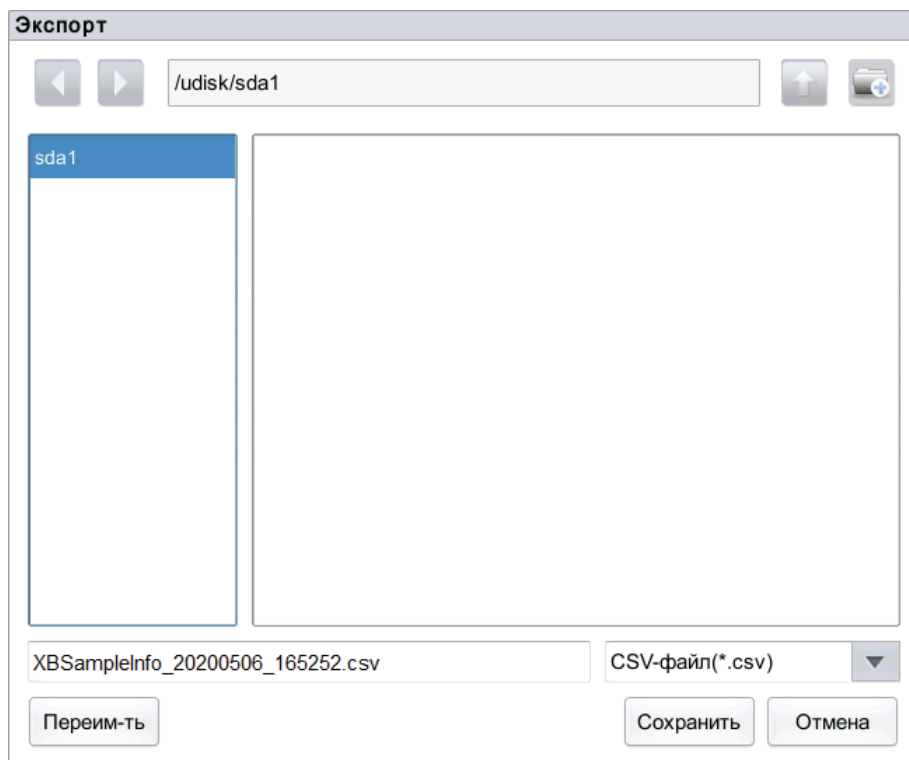 Экспорт
/udisk/sda1
sda1
XBSampleInfo_20200506_165252.csv
CSV-файл(*.csv)
Переим-ть
Сохранить
Отмена